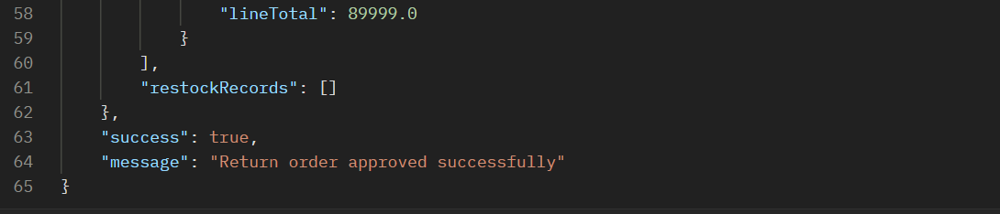 58 "lineTotal": 89999.0
59 }
60 ],
61 "restockRecords": []
62 },
63 "success": true,
64 "message": "Return order approved successfully"
65 }